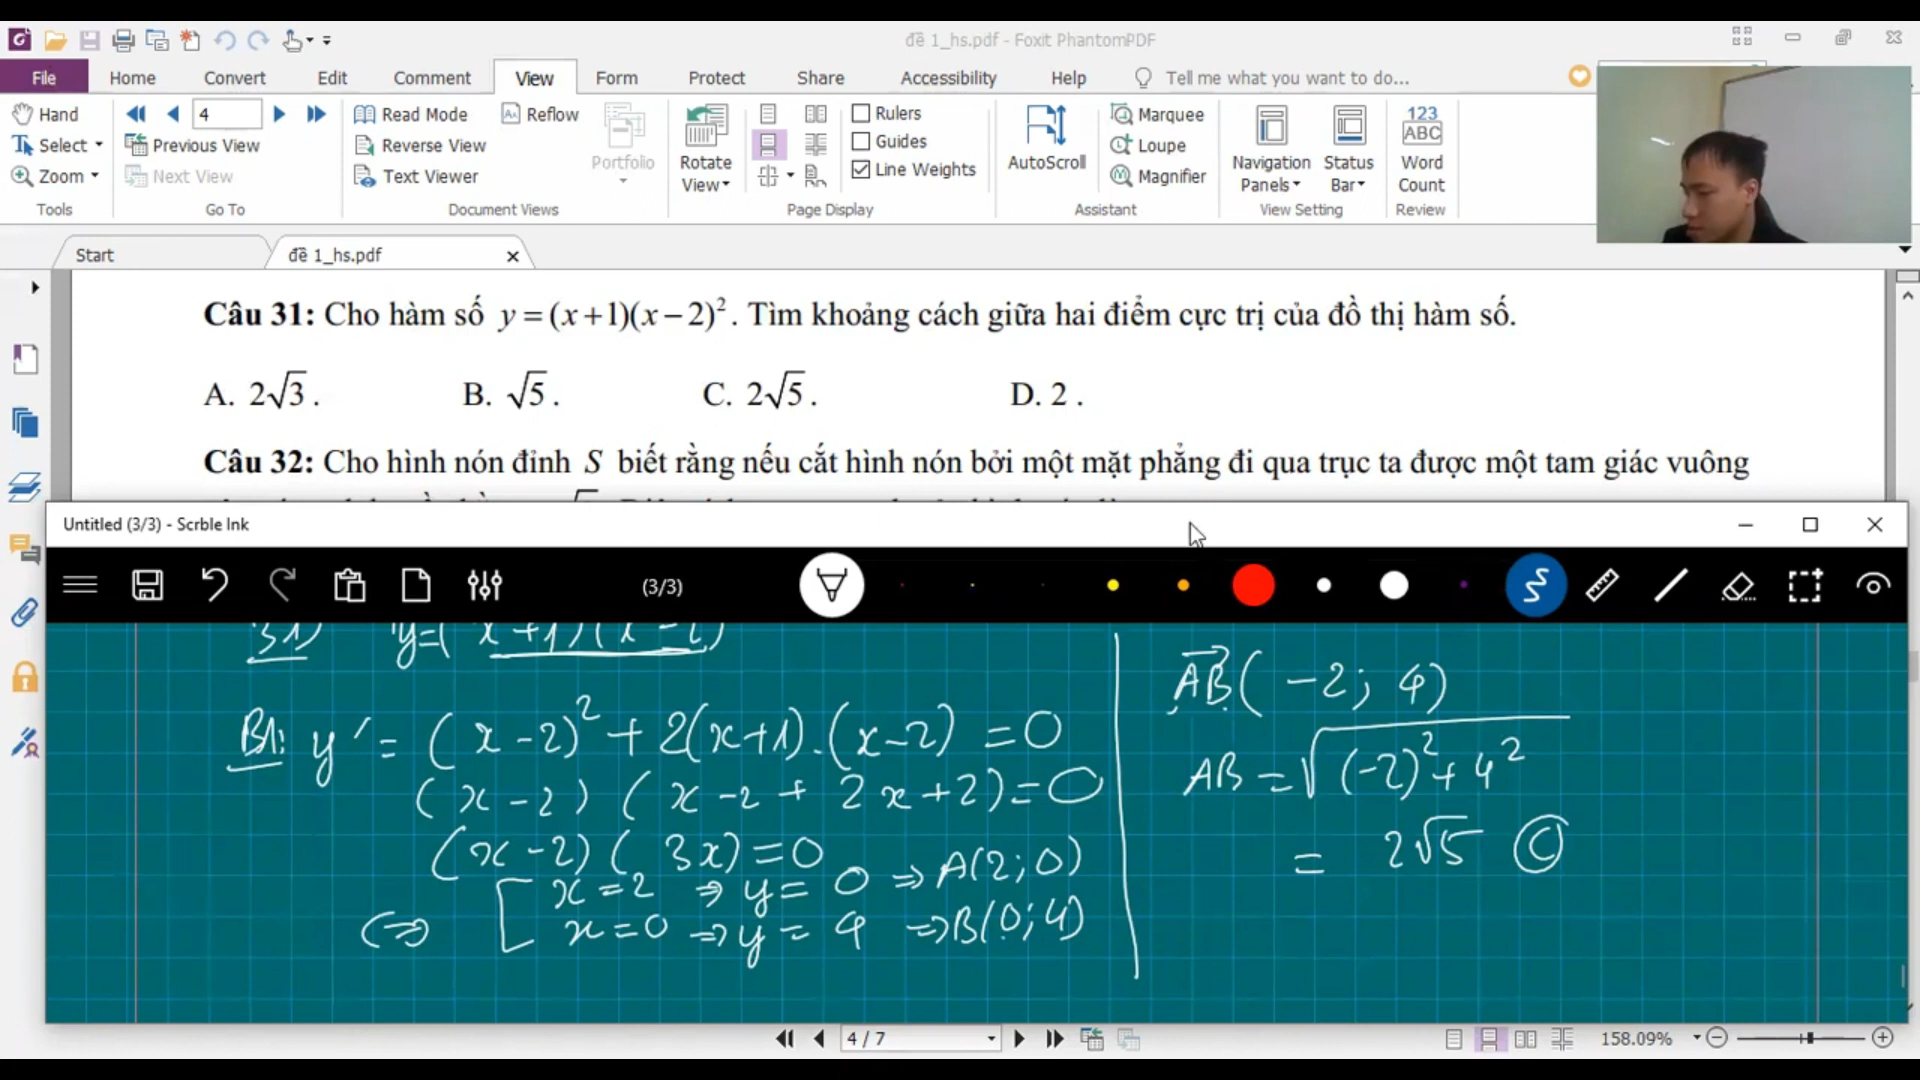 đề 1_hs.pdf - Foxit PhantomPDF
File Home Convert Edit Comment View Form Protect Share Accessibility Help Tell me what you want to do...
Hand 4 Read Mode Reflow Rulers Marquee 123
Select Previous View Reverse View Guides Loupe ABC
Zoom Next View Text Viewer Portfolio Rotate View Line Weights AutoScroll Magnifier Navigation Panels Status Bar Word Count
Tools Go To Document Views Page Display Assistant View Setting Review
Start đề 1_hs.pdf
Câu 31: Cho hàm số y = (x+1)(x−2)². Tìm khoảng cách giữa hai điểm cực trị của đồ thị hàm số.
A. 2√3. B. √5. C. 2√5. D. 2.
Câu 32: Cho hình nón đỉnh S biết rằng nếu cắt hình nón bởi một mặt phẳng đi qua trục ta được một tam giác vuông
Untitled (3/3) - Scrble Ink
(3/3)
31) y=(x+1)(x-2)
B1: y' = (x-2)² + 2(x+1).(x-2) = 0
(x-2)(x-2+2x+2)=0
(x-2)(3x)=0
x=2 ⇒ y= 0 ⇒ A(2;0)
⇔ x=0 ⇒ y= 4 ⇒ B(0;4)
AB(-2; 4)
AB = √(-2)²+4²
= 2√5 C
4 / 7 158.09%